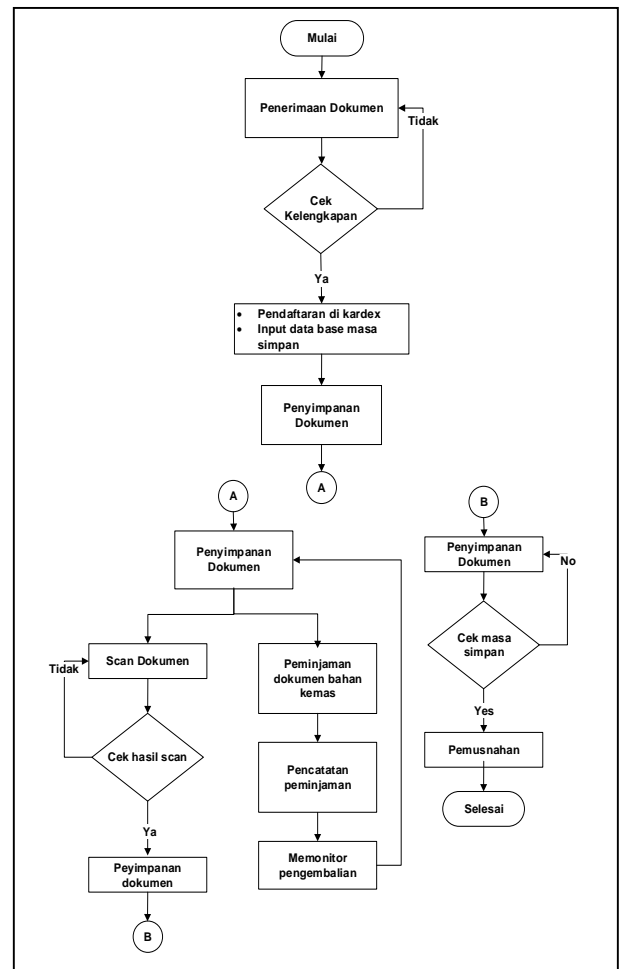 Mulai
Penerimaan Dokumen
Tidak
Cek
Kelengkapan
Ya
• Pendaftaran di kardex
• Input data base masa
simpan
Penyimpanan
Dokumen
A
A
Penyimpanan
Dokumen
Scan Dokumen
Tidak
Cek hasil scan
Ya
Peyimpanan
dokumen
B
Peminjaman
dokumen bahan
kemas
Pencatatan
peminjaman
Memonitor
pengembalian
B
Penyimpanan
Dokumen
No
Cek masa
simpan
Yes
Pemusnahan
Selesai